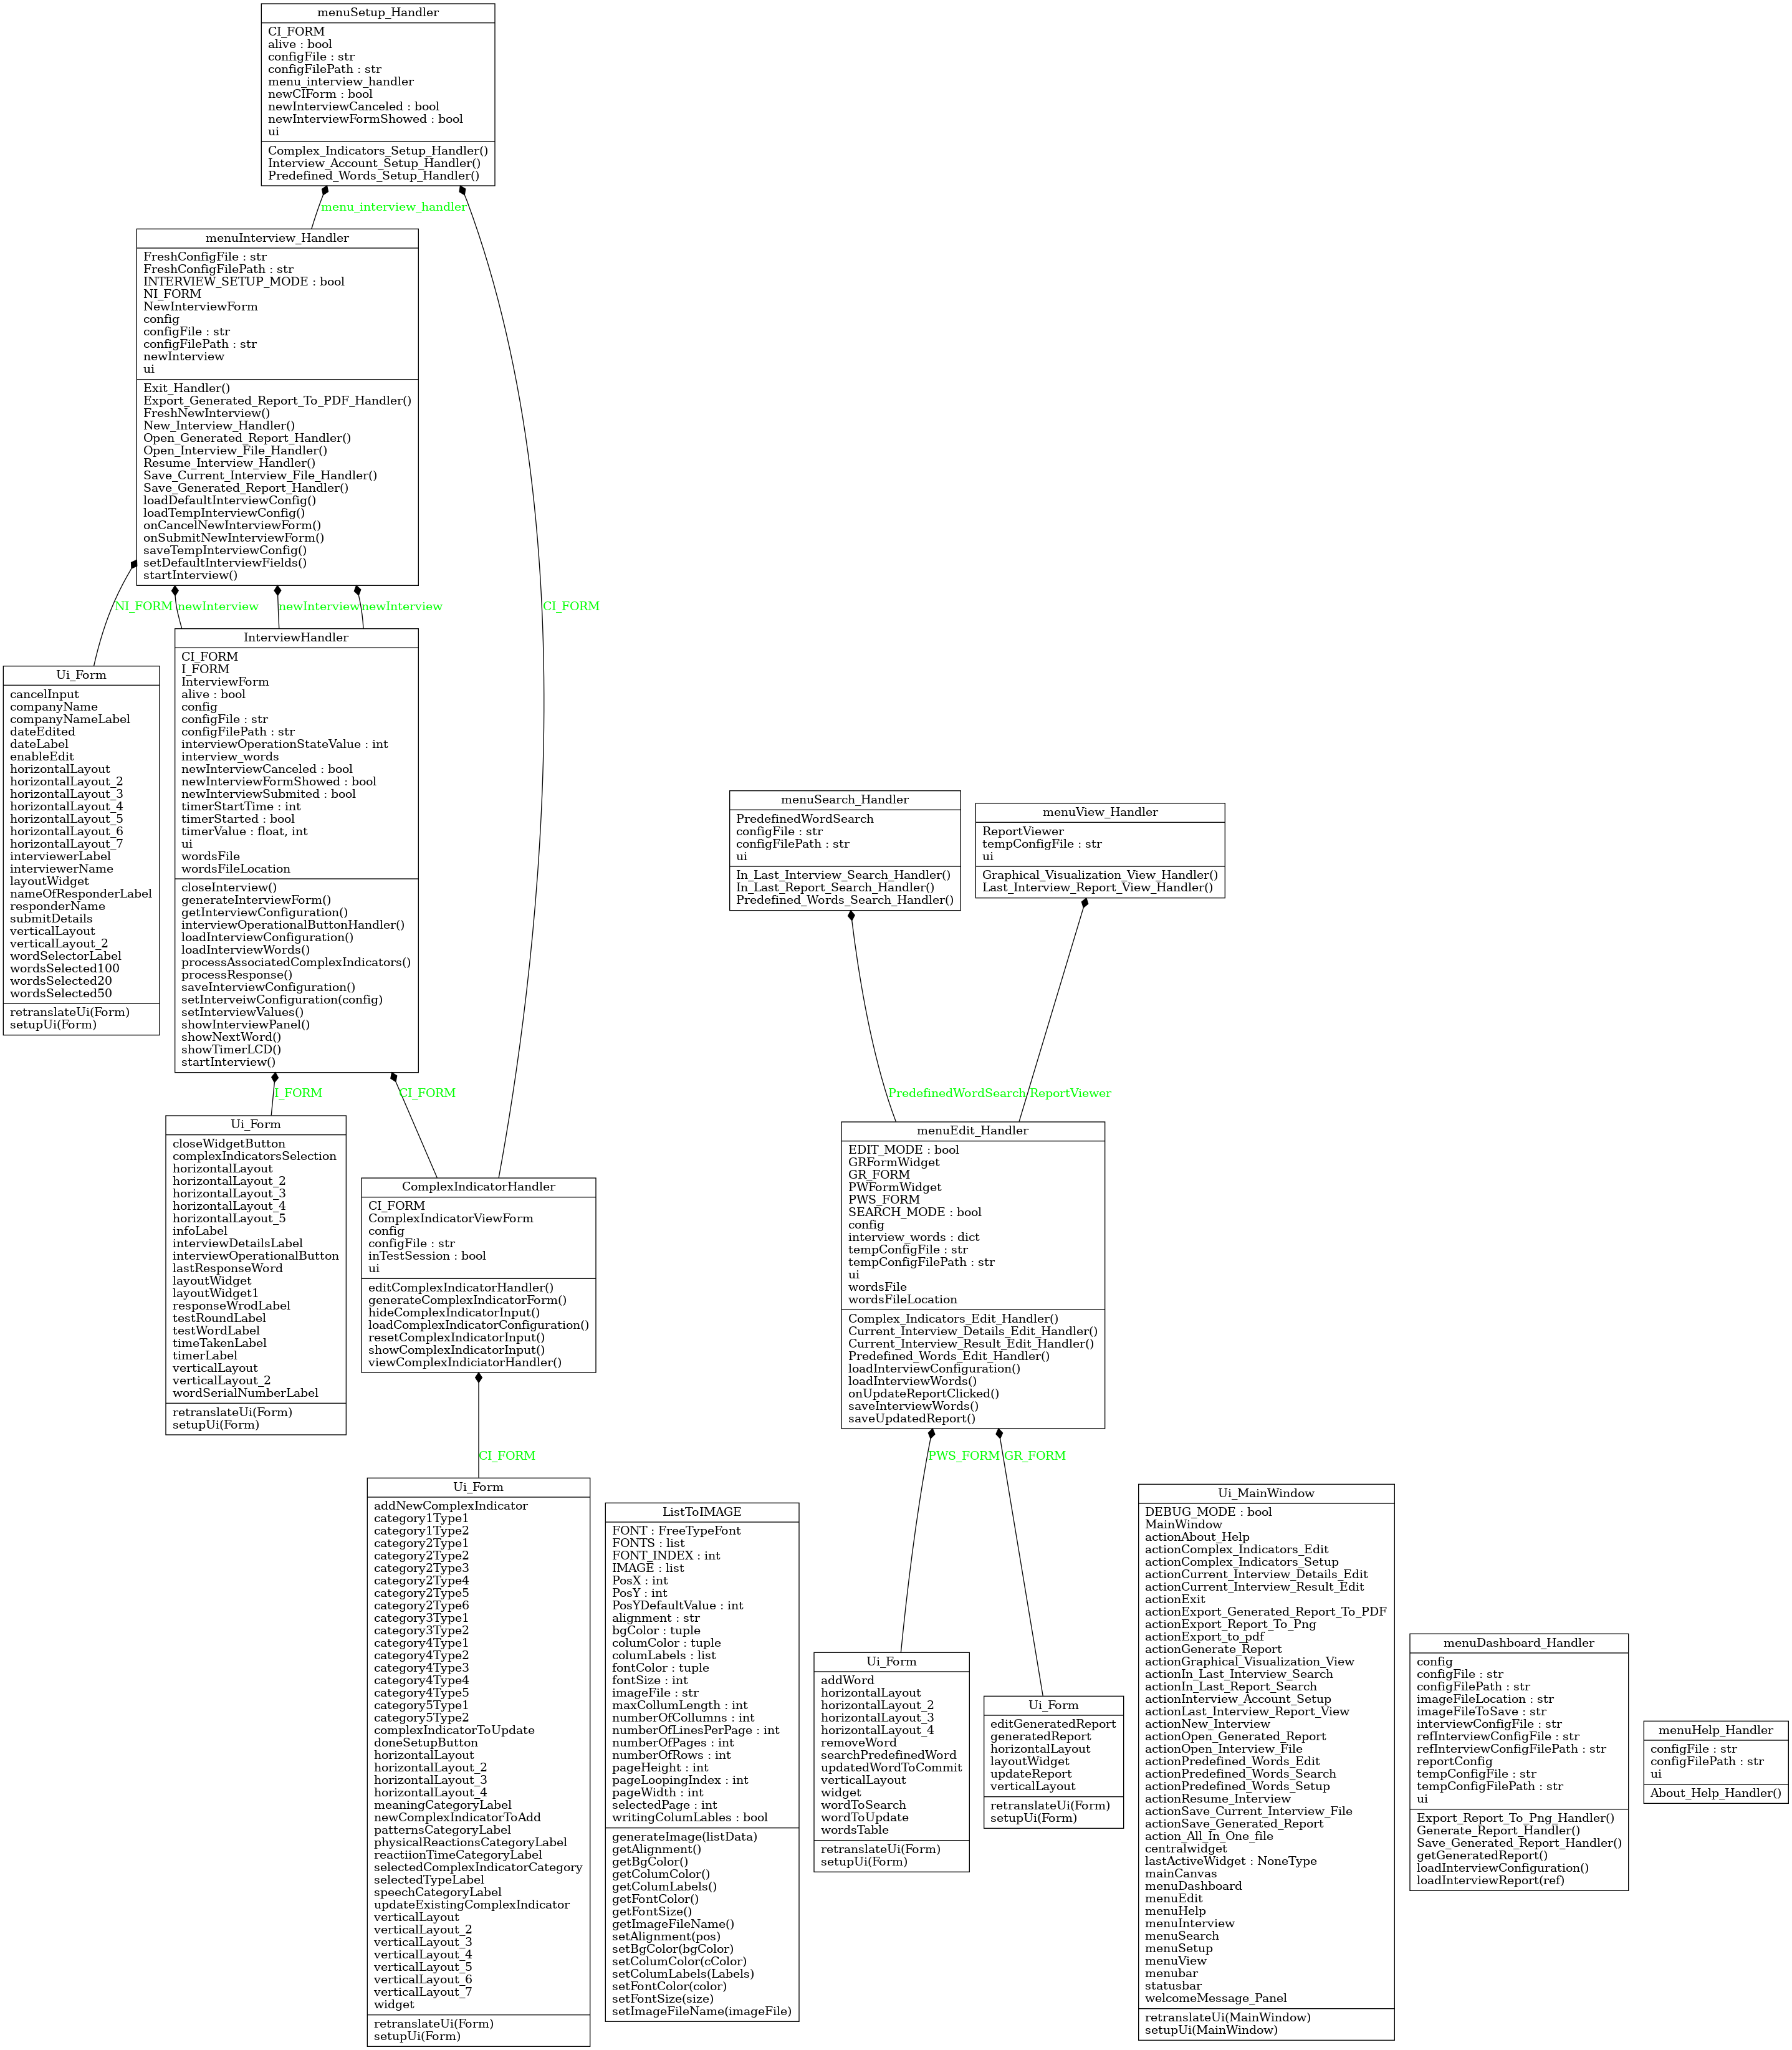 menuSetup_Handler
CI_FORM
alive : bool
configFile : str
configFilePath : str
menu_interview_handler
newCIForm : bool
newInterviewCanceled : bool
newInterviewFormShowed : bool
ui
Complex_Indicators_Setup_Handler()
Interview_Account_Setup_Handler()
Predefined_Words_Setup_Handler()
menu_interview_handler
menuInterview_Handler
FreshConfigFile : str
FreshConfigFilePath : str
INTERVIEW_SETUP_MODE : bool
NI_FORM
NewInterviewForm
config
configFile : str
configFilePath : str
newInterview
ui
Exit_Handler()
Export_Generated_Report_To_PDF_Handler()
FreshNewInterview()
New_Interview_Handler()
Open_Generated_Report_Handler()
Open_Interview_File_Handler()
Resume_Interview_Handler()
Save_Current_Interview_File_Handler()
Save_Generated_Report_Handler()
loadDefaultInterviewConfig()
loadTempInterviewConfig()
onCancelNewInterviewForm()
onSubmitNewInterviewForm()
saveTempInterviewConfig()
setDefaultInterviewFields()
startInterview()
CI_FORM
NI_FORM
newInterview
newInterview
newInterview
Ui_Form
cancelInput
companyName
companyNameLabel
dateEdited
dateLabel
enableEdit
horizontalLayout
horizontalLayout_2
horizontalLayout_3
horizontalLayout_4
horizontalLayout_5
horizontalLayout_6
horizontalLayout_7
interviewerLabel
interviewerName
layoutWidget
nameOfResponderLabel
responderName
submitDetails
verticalLayout
verticalLayout_2
wordSelectorLabel
wordsSelected100
wordsSelected20
wordsSelected50
retranslateUi(Form)
setupUi(Form)
InterviewHandler
CI_FORM
I_FORM
InterviewForm
alive : bool
config
configFile : str
configFilePath : str
interviewOperationStateValue : int
interview_words
newInterviewCanceled : bool
newInterviewFormShowed : bool
newInterviewSubmited : bool
timerStartTime : int
timerStarted : bool
timerValue : float, int
ui
wordsFile
wordsFileLocation
closeInterview()
generateInterviewForm()
getInterviewConfiguration()
interviewOperationalButtonHandler()
loadInterviewConfiguration()
loadInterviewWords()
processAssociatedComplexIndicators()
processResponse()
saveInterviewConfiguration()
setInterveiwConfiguration(config)
setInterviewValues()
showInterviewPanel()
showNextWord()
showTimerLCD()
startInterview()
menuSearch_Handler
PredefinedWordSearch
configFile : str
configFilePath : str
ui
In_Last_Interview_Search_Handler()
In_Last_Report_Search_Handler()
Predefined_Words_Search_Handler()
menuView_Handler
ReportViewer
tempConfigFile : str
ui
Graphical_Visualization_View_Handler()
Last_Interview_Report_View_Handler()
I_FORM
CI_FORM
PredefinedWordSearch
ReportViewer
Ui_Form
closeWidgetButton
complexIndicatorsSelection
horizontalLayout
horizontalLayout_2
horizontalLayout_3
horizontalLayout_4
horizontalLayout_5
infoLabel
interviewDetailsLabel
interviewOperationalButton
lastResponseWord
layoutWidget
layoutWidget1
responseWrodLabel
testRoundLabel
testWordLabel
timeTakenLabel
timerLabel
verticalLayout
verticalLayout_2
wordSerialNumberLabel
retranslateUi(Form)
setupUi(Form)
ComplexIndicatorHandler
CI_FORM
ComplexIndicatorViewForm
config
configFile : str
inTestSession : bool
ui
editComplexIndicatorHandler()
generateComplexIndicatorForm()
hideComplexIndicatorInput()
loadComplexIndicatorConfiguration()
resetComplexIndicatorInput()
showComplexIndicatorInput()
viewComplexIndiciatorHandler()
menuEdit_Handler
EDIT_MODE : bool
GRFormWidget
GR_FORM
PWFormWidget
PWS_FORM
SEARCH_MODE : bool
config
interview_words : dict
tempConfigFile : str
tempConfigFilePath : str
ui
wordsFile
wordsFileLocation
Complex_Indicators_Edit_Handler()
Current_Interview_Details_Edit_Handler()
Current_Interview_Result_Edit_Handler()
Predefined_Words_Edit_Handler()
loadInterviewConfiguration()
loadInterviewWords()
onUpdateReportClicked()
saveInterviewWords()
saveUpdatedReport()
CI_FORM
PWS_FORM
GR_FORM
Ui_Form
addNewComplexIndicator
category1Type1
category1Type2
category2Type1
category2Type2
category2Type3
category2Type4
category2Type5
category2Type6
category3Type1
category3Type2
category4Type1
category4Type2
category4Type3
category4Type4
category4Type5
category5Type1
category5Type2
complexIndicatorToUpdate
doneSetupButton
horizontalLayout
horizontalLayout_2
horizontalLayout_3
horizontalLayout_4
meaningCategoryLabel
newComplexIndicatorToAdd
patternsCategoryLabel
physicalReactionsCategoryLabel
reactiionTimeCategoryLabel
selectedComplexIndicatorCategory
selectedTypeLabel
speechCategoryLabel
updateExistingComplexIndicator
verticalLayout
verticalLayout_2
verticalLayout_3
verticalLayout_4
verticalLayout_5
verticalLayout_6
verticalLayout_7
widget
retranslateUi(Form)
setupUi(Form)
ListToIMAGE
FONT : FreeTypeFont
FONTS : list
FONT_INDEX : int
IMAGE : list
PosX : int
PosY : int
PosYDefaultValue : int
alignment : str
bgColor : tuple
columColor : tuple
columLabels : list
fontColor : tuple
fontSize : int
imageFile : str
maxCollumLength : int
numberOfCollumns : int
numberOfLinesPerPage : int
numberOfPages : int
numberOfRows : int
pageHeight : int
pageLoopingIndex : int
pageWidth : int
selectedPage : int
writingColumLables : bool
generateImage(listData)
getAlignment()
getBgColor()
getColumColor()
getColumLabels()
getFontColor()
getFontSize()
getImageFileName()
setAlignment(pos)
setBgColor(bgColor)
setColumColor(cColor)
setColumLabels(Labels)
setFontColor(color)
setFontSize(size)
setImageFileName(imageFile)
Ui_Form
addWord
horizontalLayout
horizontalLayout_2
horizontalLayout_3
horizontalLayout_4
removeWord
searchPredefinedWord
updatedWordToCommit
verticalLayout
widget
wordToSearch
wordToUpdate
wordsTable
retranslateUi(Form)
setupUi(Form)
Ui_Form
editGeneratedReport
generatedReport
horizontalLayout
layoutWidget
updateReport
verticalLayout
retranslateUi(Form)
setupUi(Form)
Ui_MainWindow
DEBUG_MODE : bool
MainWindow
actionAbout_Help
actionComplex_Indicators_Edit
actionComplex_Indicators_Setup
actionCurrent_Interview_Details_Edit
actionCurrent_Interview_Result_Edit
actionExit
actionExport_Generated_Report_To_PDF
actionExport_Report_To_Png
actionExport_to_pdf
actionGenerate_Report
actionGraphical_Visualization_View
actionIn_Last_Interview_Search
actionIn_Last_Report_Search
actionInterview_Account_Setup
actionLast_Interview_Report_View
actionNew_Interview
actionOpen_Generated_Report
actionOpen_Interview_File
actionPredefined_Words_Edit
actionPredefined_Words_Search
actionPredefined_Words_Setup
actionResume_Interview
actionSave_Current_Interview_File
actionSave_Generated_Report
action_All_In_One_file
centralwidget
lastActiveWidget : NoneType
mainCanvas
menuDashboard
menuEdit
menuHelp
menuInterview
menuSearch
menuSetup
menuView
menubar
statusbar
welcomeMessage_Panel
retranslateUi(MainWindow)
setupUi(MainWindow)
menuDashboard_Handler
config
configFile : str
configFilePath : str
imageFileLocation : str
imageFileToSave : str
interviewConfigFile : str
refInterviewConfigFile : str
refInterviewConfigFilePath : str
reportConfig
tempConfigFile : str
tempConfigFilePath : str
ui
Export_Report_To_Png_Handler()
Generate_Report_Handler()
Save_Generated_Report_Handler()
getGeneratedReport()
loadInterviewConfiguration()
loadInterviewReport(ref)
menuHelp_Handler
configFile : str
configFilePath : str
ui
About_Help_Handler()